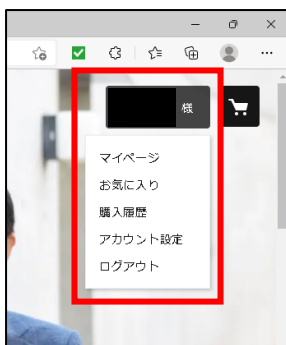 様
マイページ
お気に入り
購入履歴
アカウント設定
ログアウト